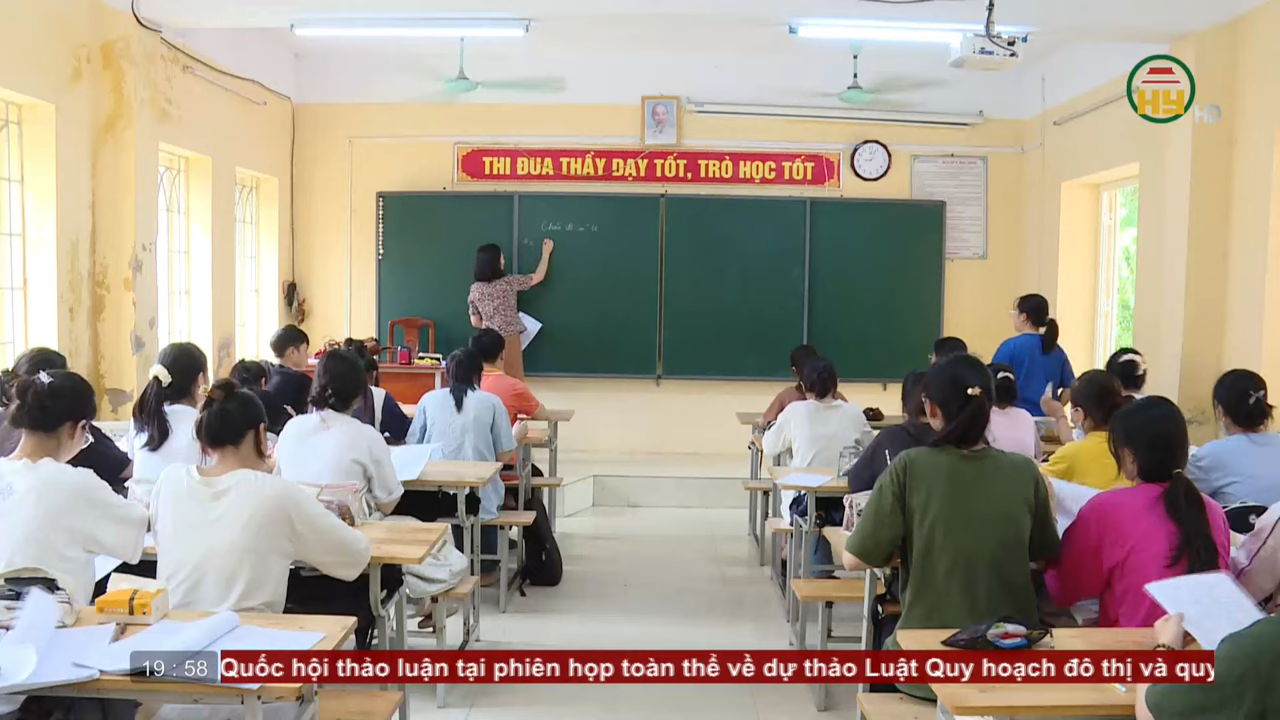 HY HD
THI ĐUA THẦY DẠY TỐT, TRÒ HỌC TỐT
19 : 58
Quốc hội thảo luận tại phiên họp toàn thể về dự thảo Luật Quy hoạch đô thị và quy